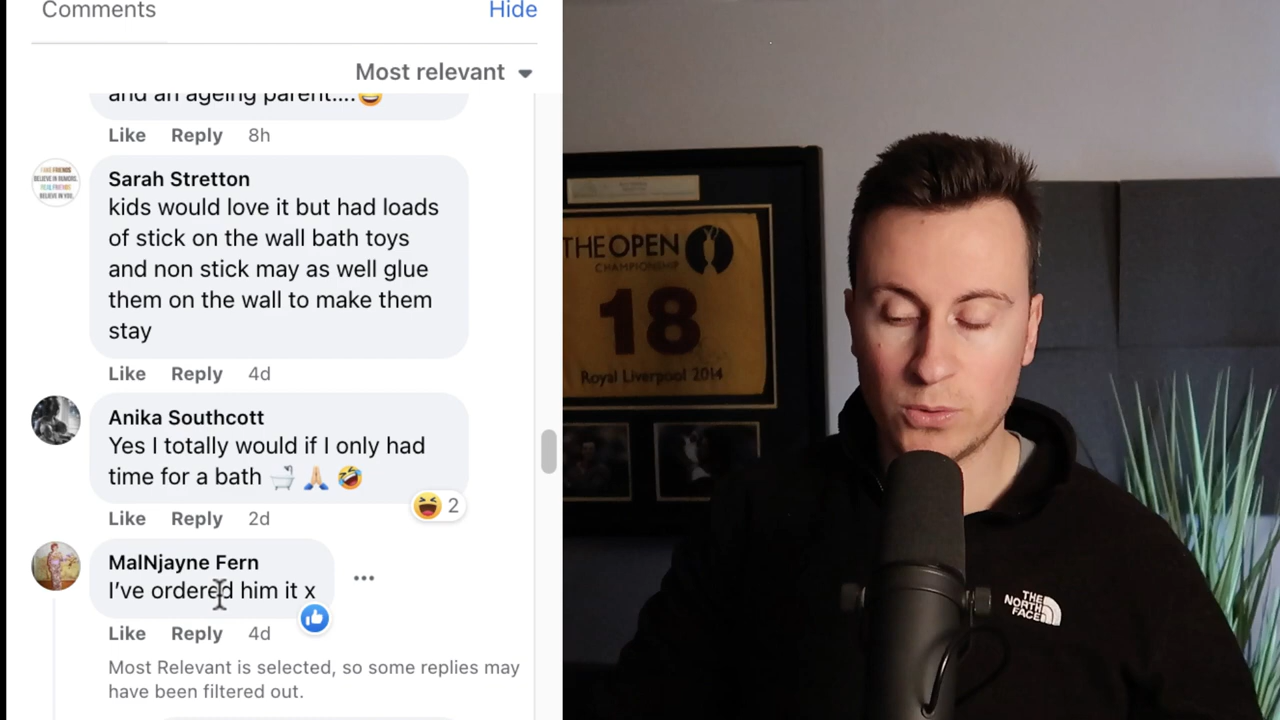 Comments
Hide
Most relevant
and an ageing parent....😄
Like Reply 8h
Sarah Stretton
kids would love it but had loads
of stick on the wall bath toys
and non stick may as well glue
them on the wall to make them
stay
Like Reply 4d
Anika Southcott
Yes I totally would if I only had
time for a bath 🛁 🙏🏼 🤣
😆 2
Like Reply 2d
MalNjayne Fern
I've ordered him it x
Like Reply 4d
Most Relevant is selected, so some replies may
have been filtered out.
THE OPEN
CHAMPIONSHIP
18
Royal Liverpool 2014
THE
NORTH
FACE